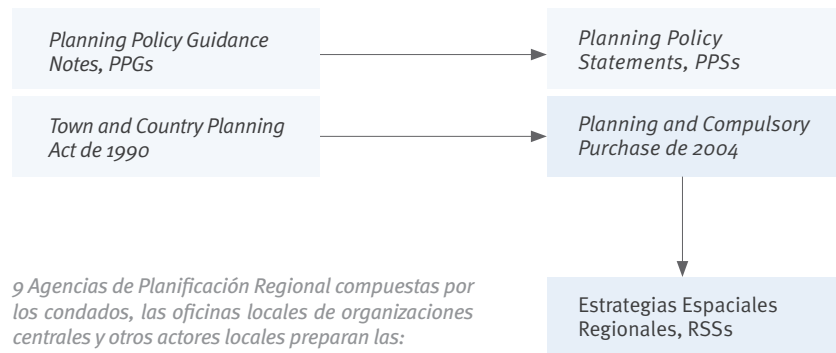 Planning Policy Guidance
Notes, PPGs
Planning Policy
Statements, PPSs
Town and Country Planning
Act de 1990
Planning and Compulsory
Purchase de 2004
9 Agencias de Planificación Regional compuestas por
los condados, las oficinas locales de organizaciones
centrales y otros actores locales preparan las:
Estrategias Espaciales
Regionales, RSSs